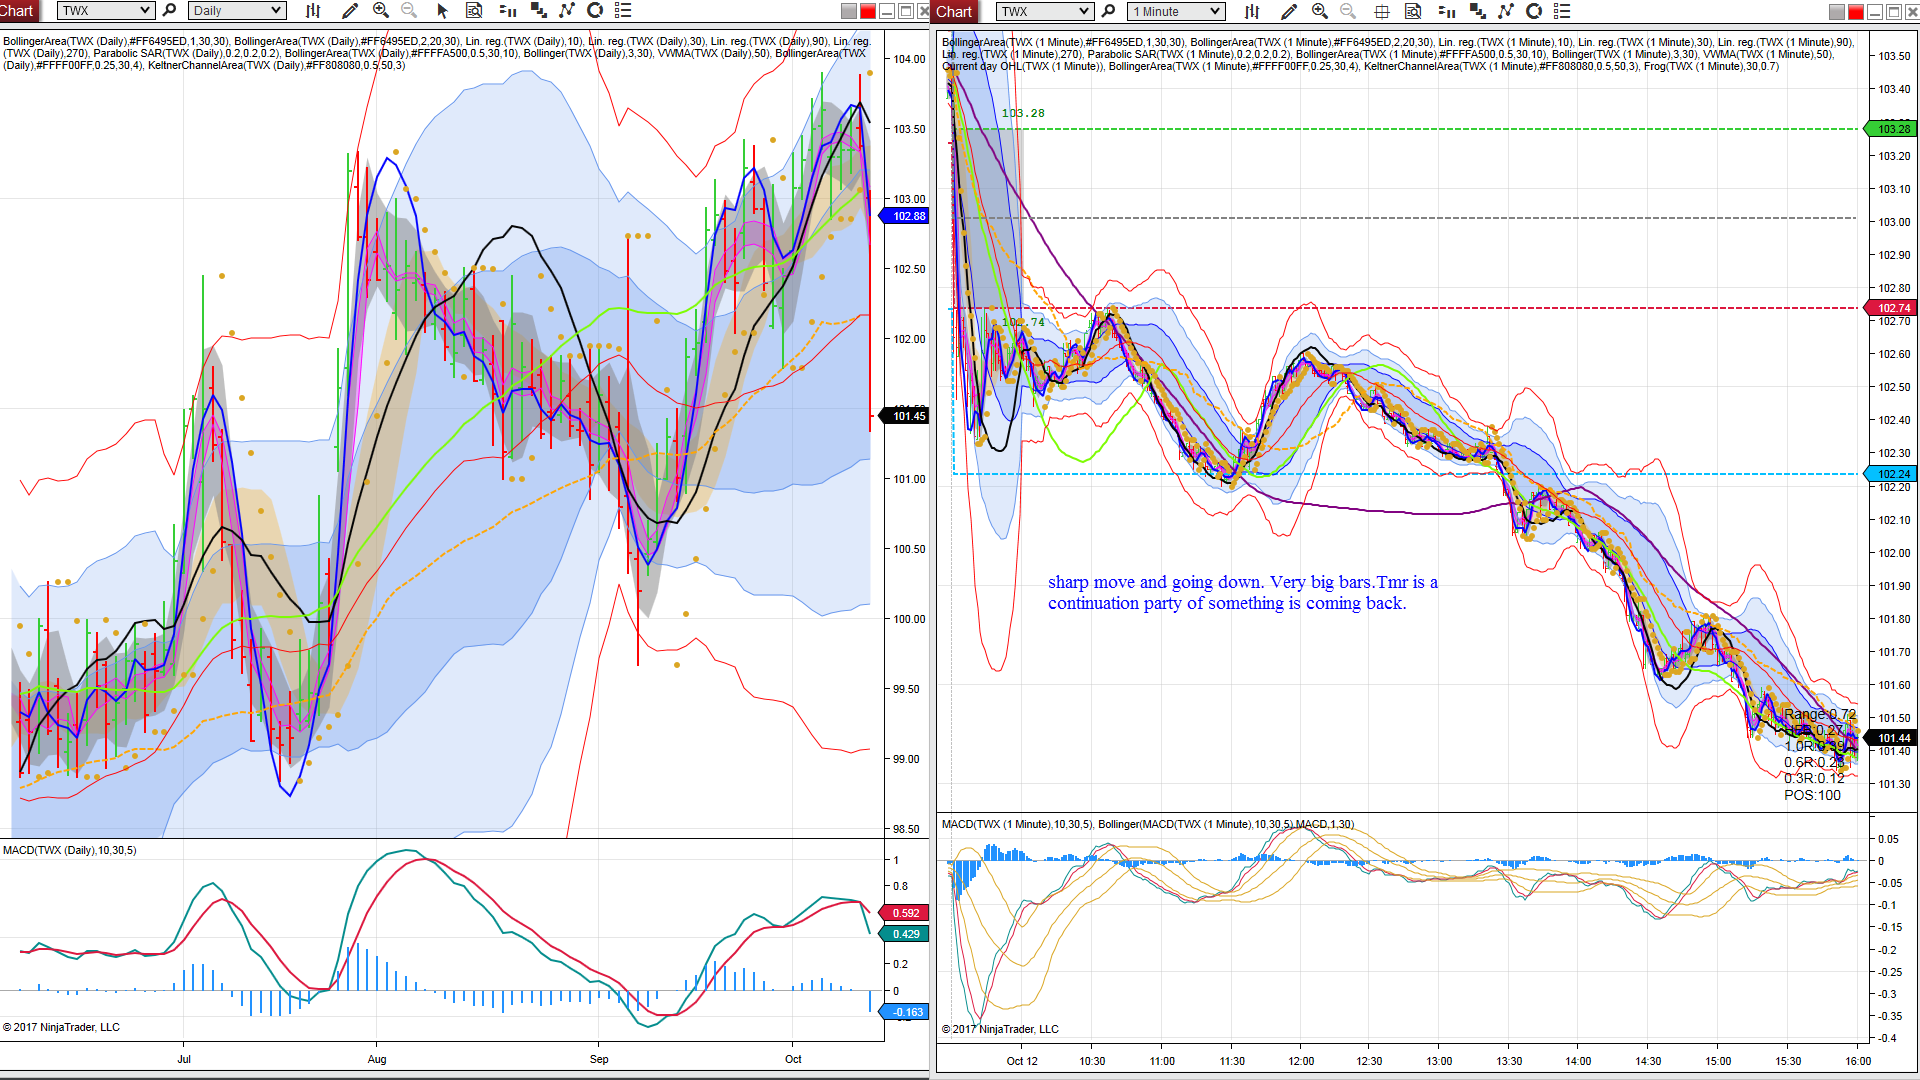 Chart TWX Daily
BollingerArea(TWX (Daily),#FF6495ED,1,30,30), BollingerArea(TWX (Daily),#FF6495ED,2,20,30), Lin. reg.(TWX (Daily),10), Lin. reg.(TWX (Daily),30), Lin. reg.(TWX (Daily),90), Lin. reg.
(TWX (Daily),270), Parabolic SAR(TWX (Daily),0.2,0.2,0.2), BollingerArea(TWX (Daily),#FFFFA500,0.5,30,10), Bollinger(TWX (Daily),3,30), VWMA(TWX (Daily),50), BollingerArea(TWX
(Daily),#FFFF00FF,0.25,30,4), KeltnerChannelArea(TWX (Daily),#FF808080,0.5,50,3)
104.00
103.50
103.00
102.88
102.50
102.00
101.45
101.00
100.50
100.00
99.50
99.00
98.50
MACD(TWX (Daily),10,30,5)
1
0.8
0.592
0.429
0.2
0
-0.163
© 2017 NinjaTrader, LLC
Jul Aug Sep Oct
Chart TWX 1 Minute
BollingerArea(TWX (1 Minute),#FF6495ED,1,30,30), BollingerArea(TWX (1 Minute),#FF6495ED,2,20,30), Lin. reg.(TWX (1 Minute),10), Lin. reg.(TWX (1 Minute),30), Lin. reg.(TWX (1 Minute),90),
Lin. reg.(TWX (1 Minute),270), Parabolic SAR(TWX (1 Minute),0.2,0.2,0.2), BollingerArea(TWX (1 Minute),#FFFFA500,0.5,30,10), Bollinger(TWX (1 Minute),3,30), VWMA(TWX (1 Minute),50),
Current day OHL(TWX (1 Minute)), BollingerArea(TWX (1 Minute),#FFFF00FF,0.25,30,4), KeltnerChannelArea(TWX (1 Minute),#FF808080,0.5,50,3), Frog(TWX (1 Minute),30,0.7)
103.28
102.74
sharp move and going down. Very big bars.Tmr is a
continuation party of something is coming back.
Range:0.72
1.0R:0.39
0.6R:0.23
0.3R:0.12
POS:100
103.50
103.40
103.28
103.20
103.10
103.00
102.90
102.80
102.74
102.70
102.60
102.50
102.40
102.30
102.24
102.20
102.10
102.00
101.90
101.80
101.70
101.60
101.50
101.44
101.40
101.30
MACD(TWX (1 Minute),10,30,5), Bollinger(MACD(TWX (1 Minute),10,30,5).MACD,1,30)
0.05
0
-0.05
-0.1
-0.15
-0.2
-0.25
-0.3
-0.35
-0.4
© 2017 NinjaTrader, LLC
Oct 12 10:30 11:00 11:30 12:00 12:30 13:00 13:30 14:00 14:30 15:00 15:30 16:00